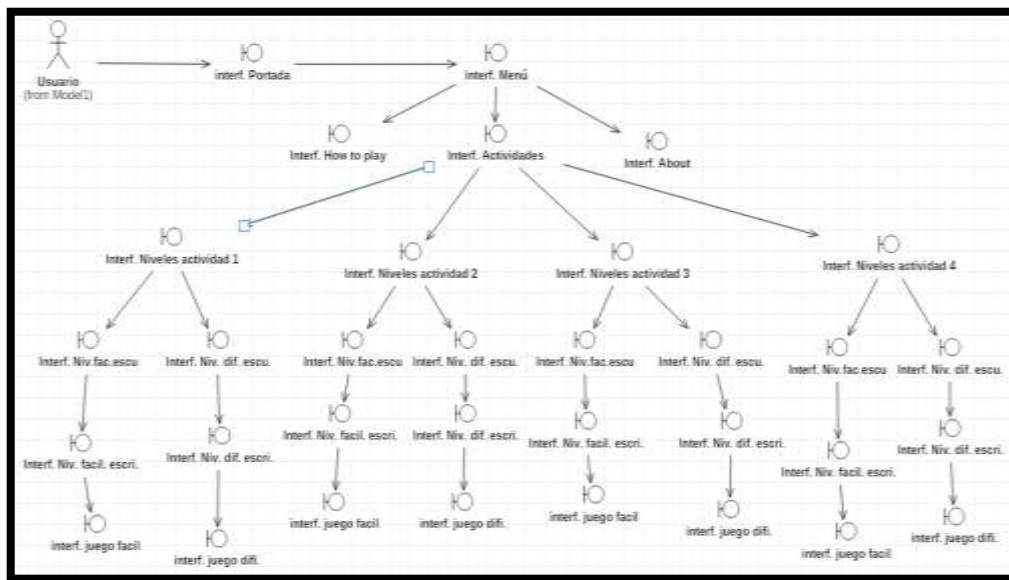 Usuario
(from Model1)
interf. Portada
interf. Menú
Interf. How to play
Interf. Actividades
Interf. About
Interf. Niveles actividad 1
Interf. Niveles actividad 2
Interf. Niveles actividad 3
Interf. Niveles actividad 4
Interf. Niv.fac.escu
Interf. Niv. dif. escu.
Interf. Niv.fac.escu
Interf. Niv. dif. escu.
Interf. Niv.fac.escu
Interf. Niv. dif. escu.
Interf. Niv.fac.escu
Interf. Niv. dif. escu.
Interf. Niv. facil. escri.
Interf. Niv. dif. escri.
Interf. Niv. facil. escri.
Interf. Niv. dif. escri.
Interf. Niv. facil. escri.
Interf. Niv. dif. escri.
Interf. Niv. facil. escri.
Interf. Niv. dif. escri.
interf. juego facil
interf. juego difi.
interf. juego facil
interf. juego difi.
interf. juego facil
interf. juego difi.
interf. juego facil
interf. juego difi.